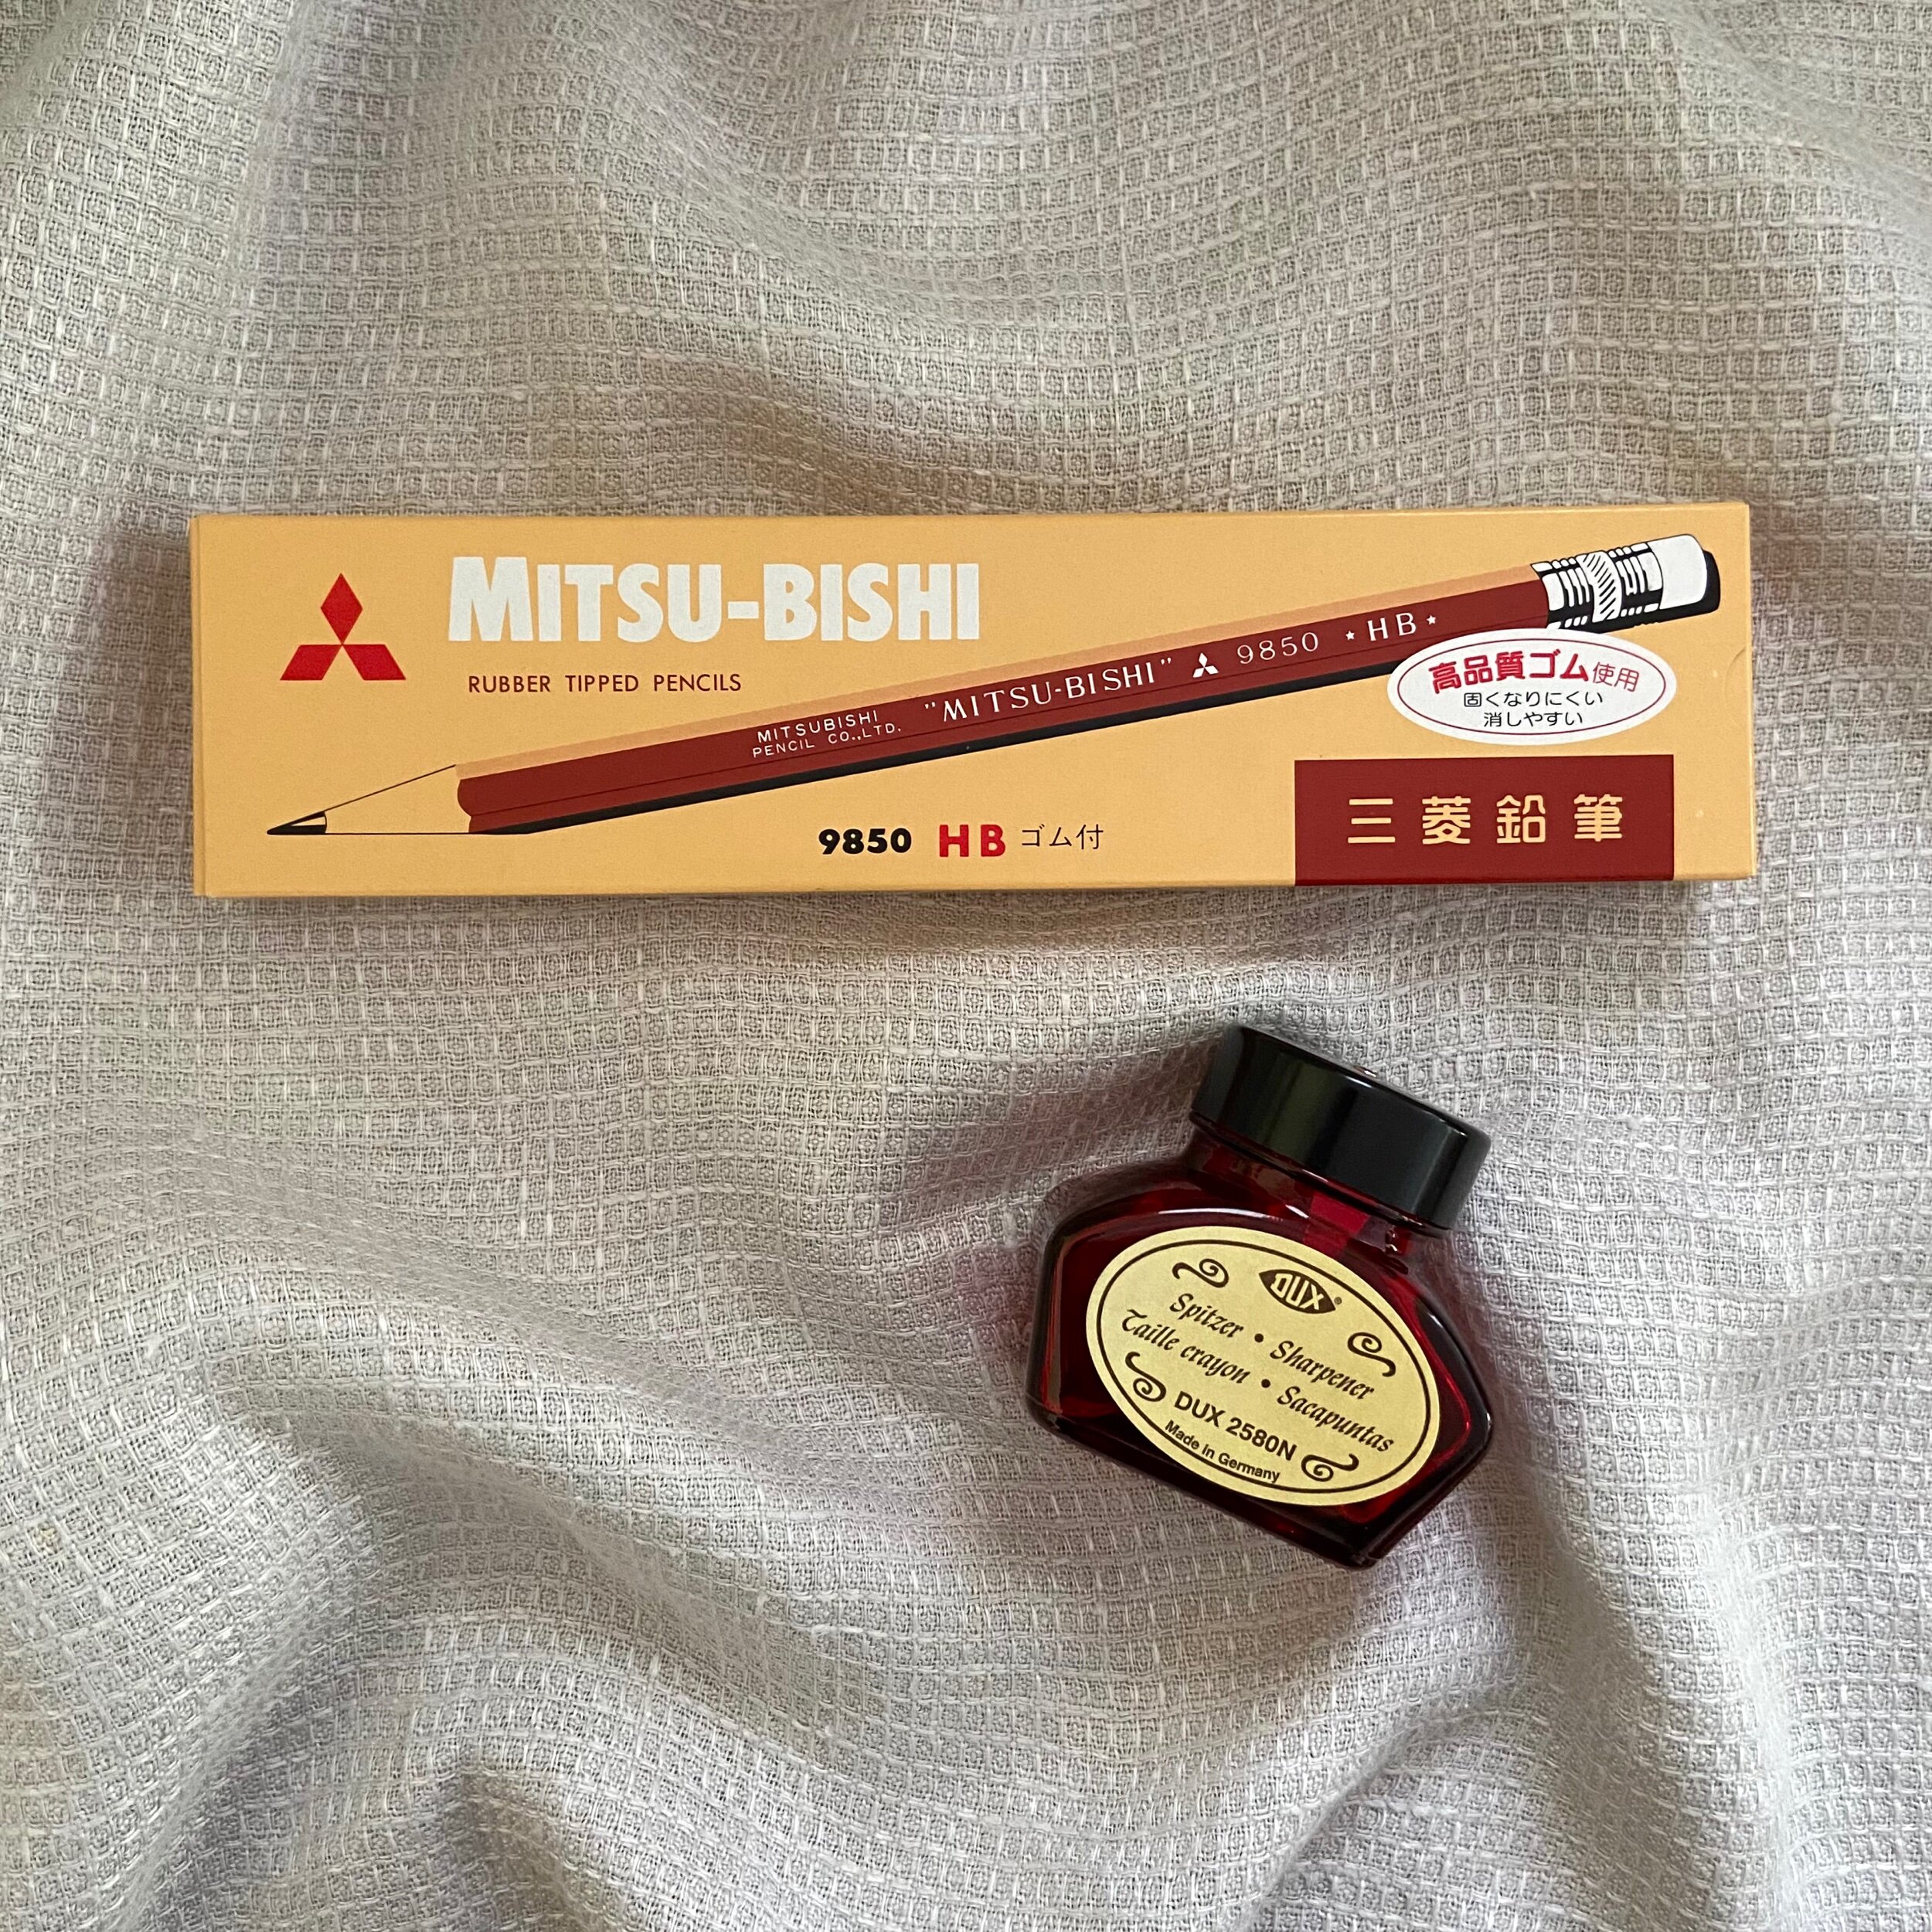 MITSU-BISHI
RUBBER TIPPED PENCILS
MITSUBISHI
PENCIL CO.,LTD.
"MITSU-BISHI" 9850 ★HB★
高品質ゴム使用
固くなりにくい
消しやすい
9850 HB ゴム付
三菱鉛筆
DUX®
Spitzer • Sharpener
Taille crayon • Sacapuntas
DUX 2580N
Made in Germany